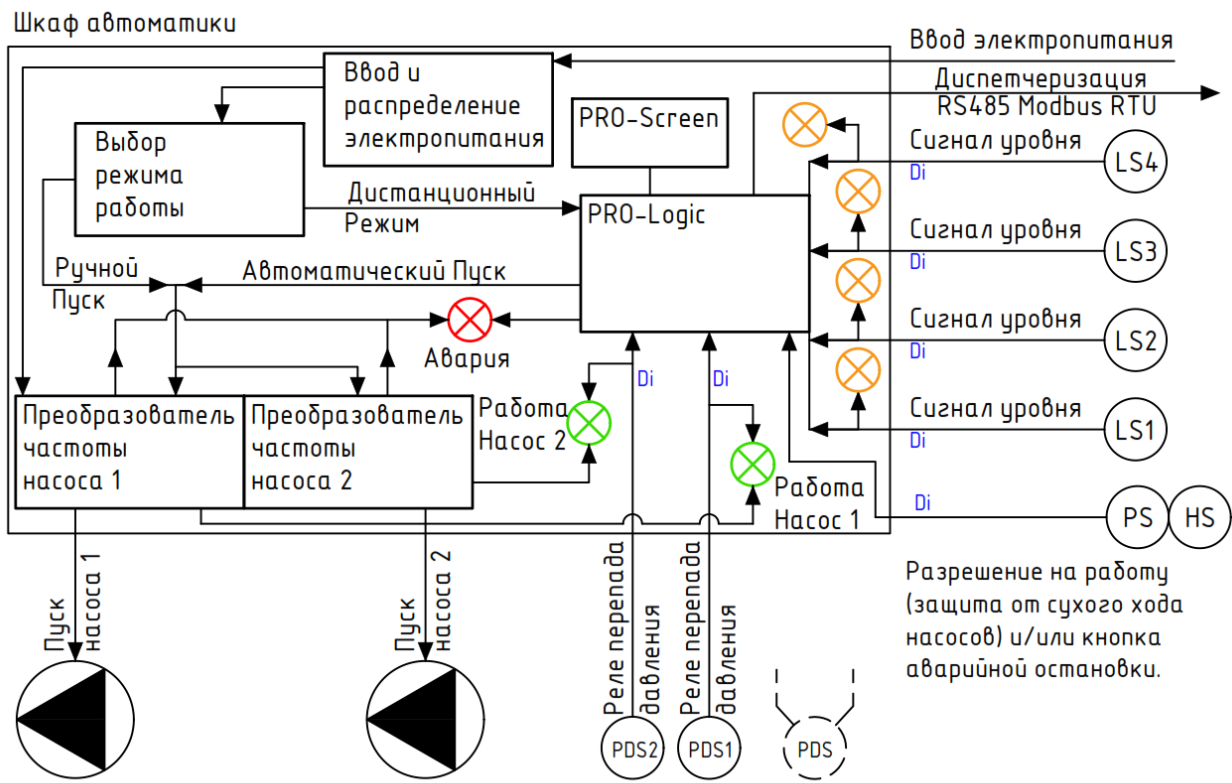 Шкаф автоматики
Ввод электропитания
Диспетчеризация
RS485 Modbus RTU
Ввод и
распределение
электропитания
PRO-Screen
Выбор
режима
работы
Дистанционный
Режим
PRO-Logic
Сигнал уровня
Di
LS4
Сигнал уровня
Di
LS3
Ручной
Пуск
Автоматический Пуск
Авария
Сигнал уровня
Di
LS2
Di
Di
Преобразователь
частоты
насоса 1
Преобразователь
частоты
насоса 2
Работа
Насос 2
Сигнал уровня
Di
LS1
Работа
Насос 1
Di
PS
HS
Разрешение на работу
(защита от сухого хода
насосов) и/или кнопка
аварийной остановки.
Пуск
насоса 1
Пуск
насоса 2
Реле перепада
давления
Реле перепада
давления
PDS2
PDS1
PDS